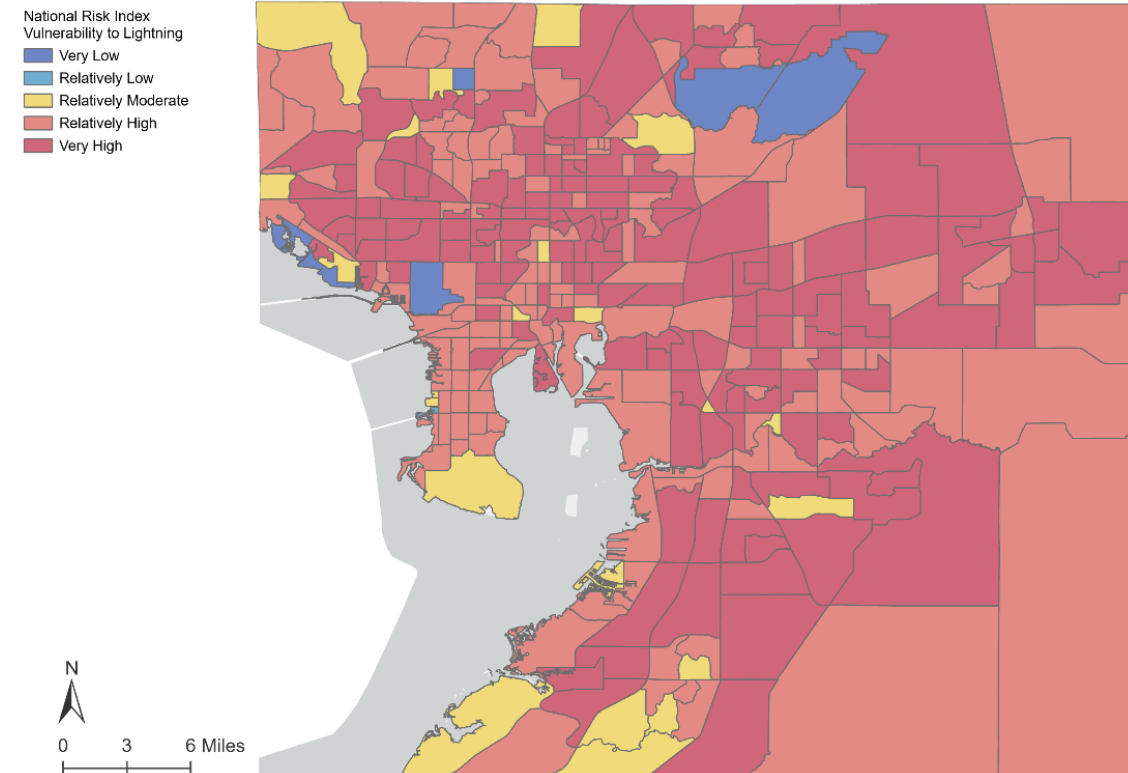 National Risk Index
Vulnerability to Lightning
Very Low
Relatively Low
Relatively Moderate
Relatively High
Very High
N
0 3 6 Miles